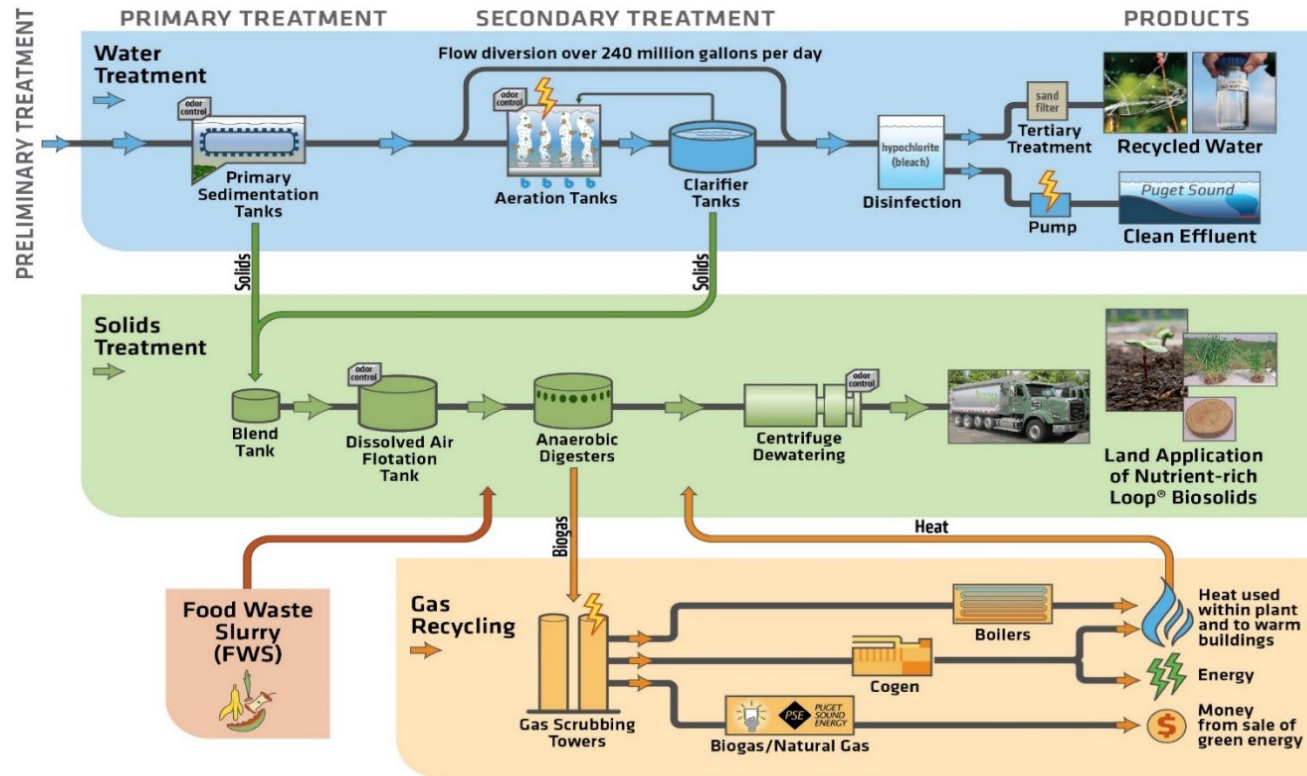 PRELIMINARY TREATMENT
PRIMARY TREATMENT
SECONDARY TREATMENT
PRODUCTS
Water
Treatment
Flow diversion over 240 million gallons per day
odor
control
Primary
Sedimentation
Tanks
odor
control
Aeration Tanks
Clarifier
Tanks
hypochlorite
(bleach)
Disinfection
sand
filter
Tertiary
Treatment
Recycled Water
Pump
Puget Sound
Clean Effluent
Solids
Solids
Solids
Treatment
Blend
Tank
odor
control
Dissolved Air
Flotation
Tank
Anaerobic
Digesters
odor
control
Centrifuge
Dewatering
Land Application
of Nutrient-rich
Loop® Biosolids
Biogas
Heat
Food Waste
Slurry
(FWS)
Gas
Recycling
Gas Scrubbing
Towers
Boilers
Cogen
PSE
PUGET
SOUND
ENERGY
Biogas/Natural Gas
Heat used
within plant
and to warm
buildings
Energy
$
Money
from sale of
green energy